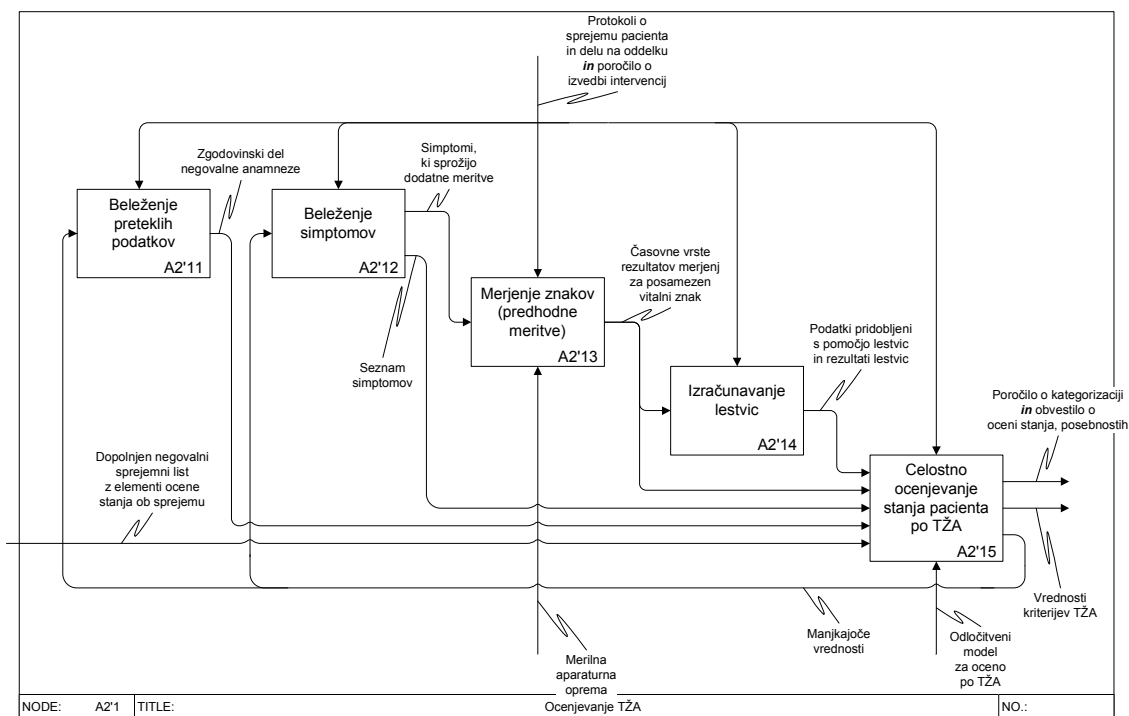 Protokoli o
sprejemu pacienta
in delu na oddelku
in poročilo o
izvedbi intervencij
Zgodovinski del
negovalne anamneze
Simptomi,
ki sprožijo
dodatne meritve
Beleženje
preteklih
podatkov
A2'11
Beleženje
simptomov
A2'12
Časovne vrste
rezultatov merjenj
za posamezen
vitalni znak
Merjenje znakov
(predhodne
meritve)
A2'13
Seznam
simptomov
Podatki pridobljeni
s pomočjo lestvic
in rezultati lestvic
Izračunavanje
lestvic
A2'14
Poročilo o kategorizaciji
in obvestilo o
oceni stanja, posebnostih
Dopolnjen negovalni
sprejemni list
z elementi ocene
stanja ob sprejemu
Celostno
ocenjevanje
stanja pacienta
po TŽA
A2'15
Vrednosti
kriterijev TŽA
Manjkajoče
vrednosti
Odločitveni
model
za oceno
po TŽA
Merilna
aparaturna
oprema
NODE: A2'1 TITLE: Ocenjevanje TŽA NO.: